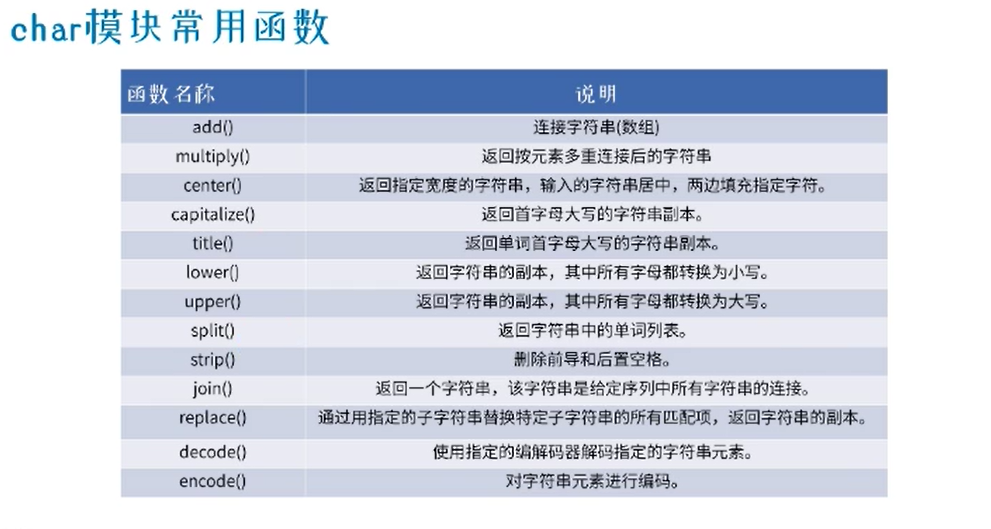 char模块常用函数
函数名称 说明
add() 连接字符串(数组)
multiply() 返回按元素多重连接后的字符串
center() 返回指定宽度的字符串，输入的字符串居中，两边填充指定字符。
capitalize() 返回首字母大写的字符串副本。
title() 返回单词首字母大写的字符串副本。
lower() 返回字符串的副本，其中所有字母都转换为小写。
upper() 返回字符串的副本，其中所有字母都转换为大写。
split() 返回字符串中的单词列表。
strip() 删除前导和后置空格。
join() 返回一个字符串，该字符串是给定序列中所有字符串的连接。
replace() 通过用指定的子字符串替换特定子字符串的所有匹配项，返回字符串的副本。
decode() 使用指定的编解码器解码指定的字符串元素。
encode() 对字符串元素进行编码。